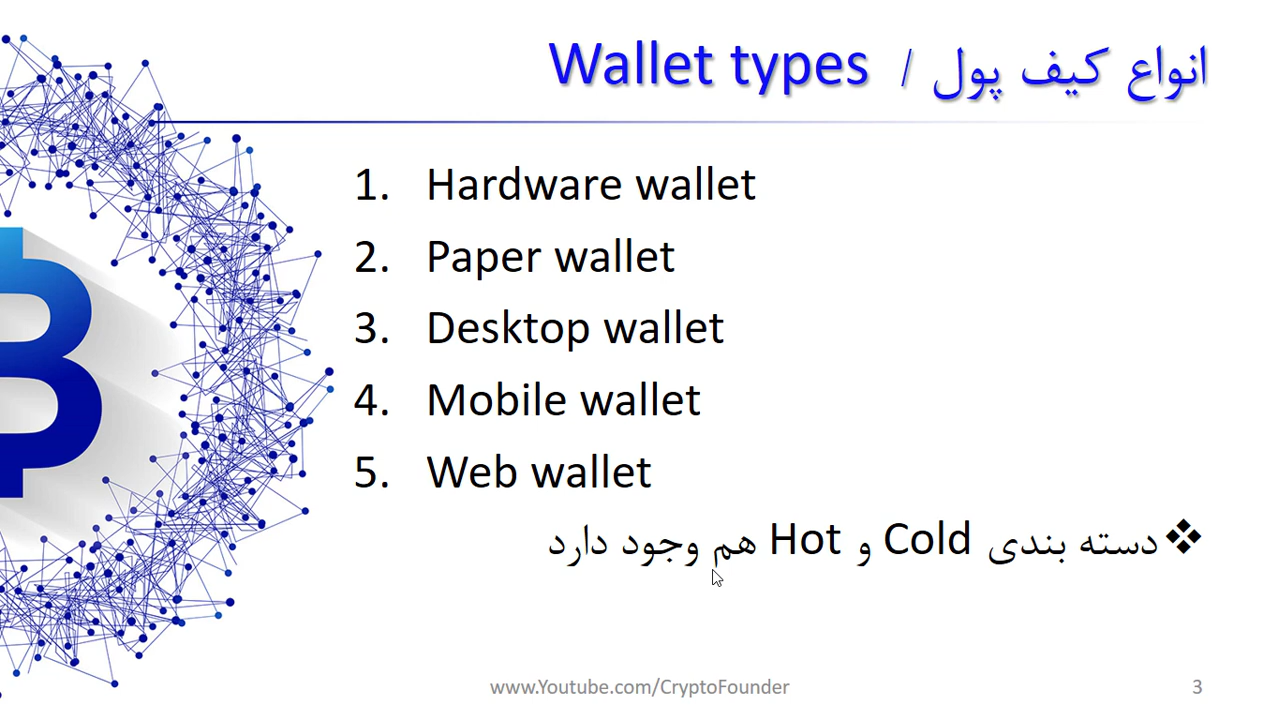 انواع کیف پول / Wallet types
1. Hardware wallet
2. Paper wallet
3. Desktop wallet
4. Mobile wallet
5. Web wallet
❖ دسته بندی Cold و Hot هم وجود دارد
www.Youtube.com/CryptoFounder
3